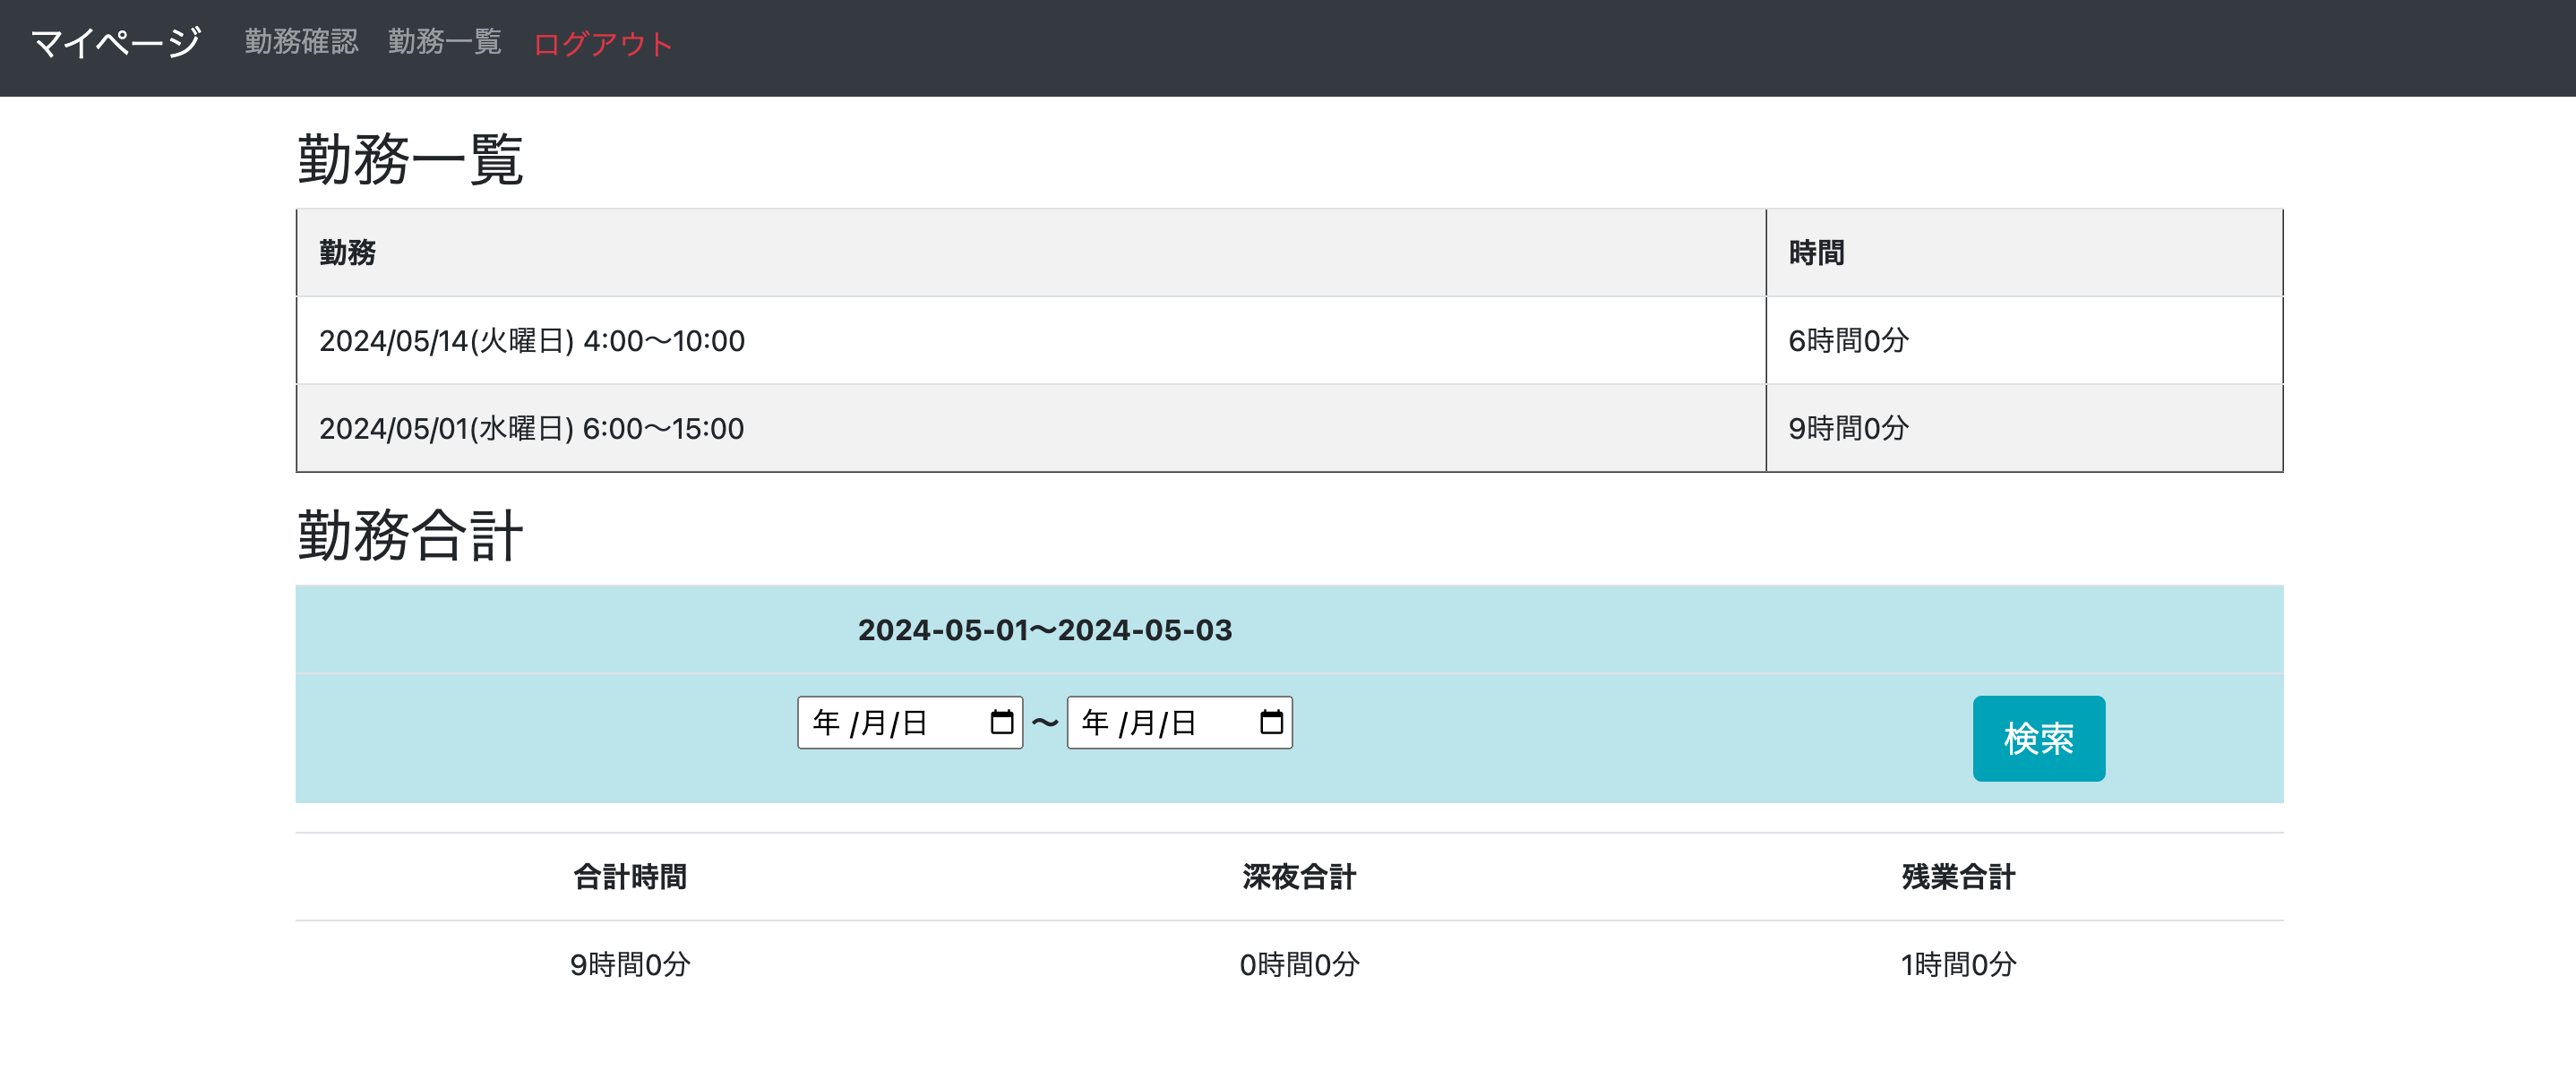 マイページ 勤務確認 勤務一覧 ログアウト
勤務一覧
勤務 時間
2024/05/14(火曜日) 4:00〜10:00 6時間0分
2024/05/01(水曜日) 6:00〜15:00 9時間0分
勤務合計
2024-05-01〜2024-05-03
年 /月/日 〜 年 /月/日 検索
合計時間 深夜合計 残業合計
9時間0分 0時間0分 1時間0分